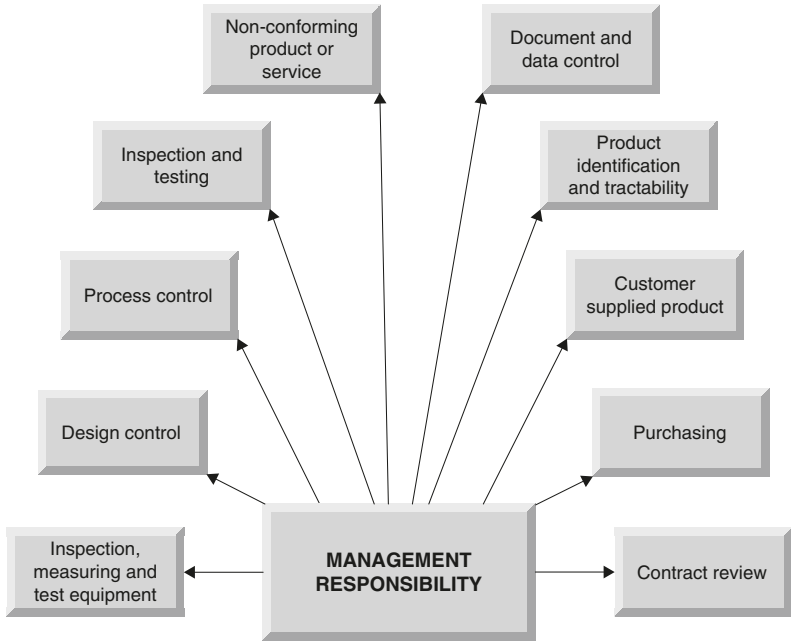 Non-conforming
product or
service
Document and
data control
Inspection and
testing
Product
identification
and tractability
Process control
Customer
supplied product
Design control
Purchasing
Inspection,
measuring and
test equipment
MANAGEMENT
RESPONSIBILITY
Contract review